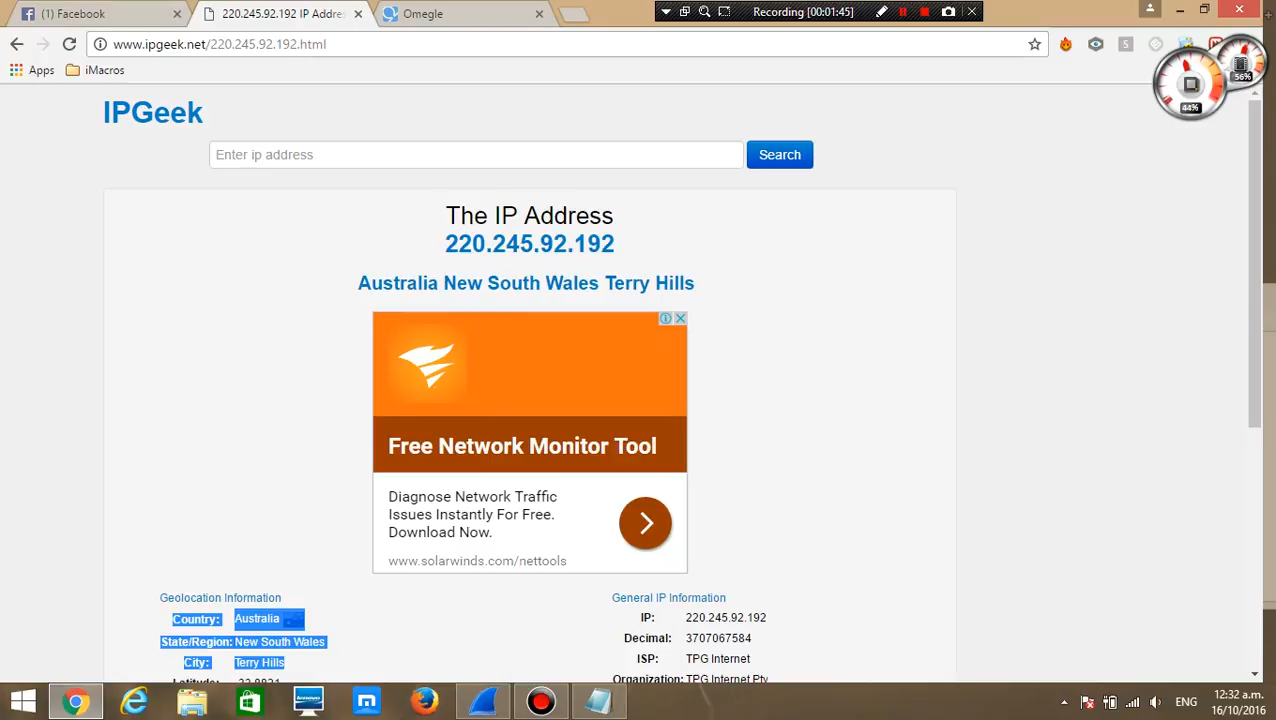 (1) Facebook
220.245.92.192 IP Addre
Omegle
Recording [00:01:45]
www.ipgeek.net/220.245.92.192.html
S
Apps
iMacros
56%
44%
IPGeek
Enter ip address
Search
The IP Address
220.245.92.192
Australia New South Wales Terry Hills
Free Network Monitor Tool
Diagnose Network Traffic
Issues Instantly For Free.
Download Now.
www.solarwinds.com/nettools
Geolocation Information
Country: Australia
State/Region: New South Wales
City: Terry Hills
General IP Information
IP: 220.245.92.192
Decimal: 3707067584
ISP: TPG Internet
Organization: TPG Internet Pty
ENG
12:32 a.m.
16/10/2016